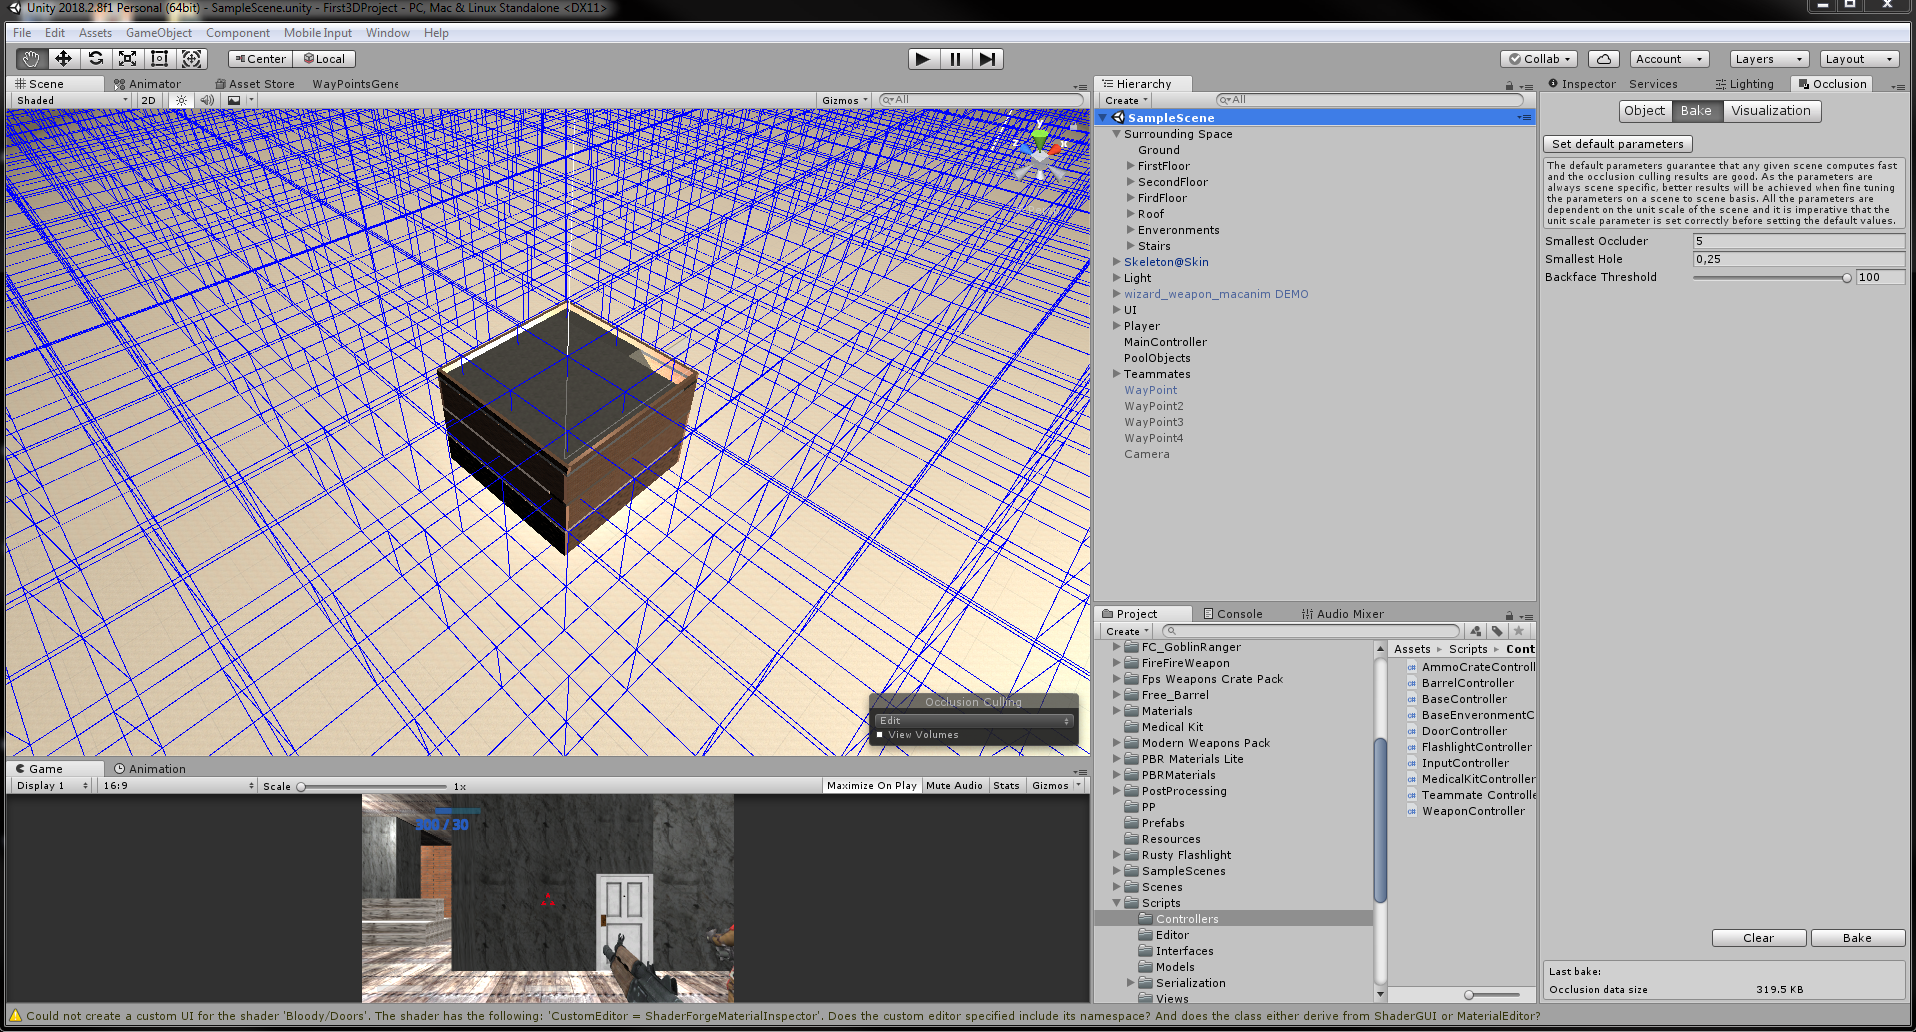 Unity 2018.2.8f1 Personal (64bit) - SampleScene.unity - First3DProject - PC, Mac & Linux Standalone <DX11>
File Edit Assets GameObject Component Mobile Input Window Help
Center Local Collab Account Layers Layout
Scene Animator Asset Store WayPointsGene
Shaded 2D Gizmos All
Hierarchy
Create All
SampleScene
Surrounding Space
Ground
FirstFloor
SecondFloor
FirdFloor
Roof
Enveronments
Stairs
Skeleton@Skin
Light
wizard_weapon_macanim DEMO
UI
Player
MainController
PoolObjects
Teammates
WayPoint
WayPoint2
WayPoint3
WayPoint4
Camera
Inspector Services Lighting Occlusion
Object Bake Visualization
Set default parameters
The default parameters guarantee that any given scene computes fast
and the occlusion culling results are good. As the parameters are
always scene specific, better results will be achieved when fine tuning
the parameters on a scene to scene basis. All the parameters are
dependent on the unit scale of the scene and it is imperative that the
unit scale parameter is set correctly before setting the default values.
Smallest Occluder 5
Smallest Hole 0,25
Backface Threshold 100
Clear Bake
Last bake:
Occlusion data size 319.5 KB
Occlusion Culling
Edit
View Volumes
Game Animation
Display 1 16:9 Scale 1x Maximize On Play Mute Audio Stats Gizmos
/ 30
Project Console Audio Mixer
Create
FC_GoblinRanger
FireFireWeapon
Fps Weapons Crate Pack
Free_Barrel
Materials
Medical Kit
Modern Weapons Pack
PBR Materials Lite
PBRMaterials
PostProcessing
PP
Prefabs
Resources
Rusty Flashlight
SampleScenes
Scenes
Scripts
Controllers
Editor
Interfaces
Models
Serialization
Views
Assets Scripts Cont
AmmoCrateControll
BarrelController
BaseController
BaseEnveronmentC
DoorController
FlashlightController
InputController
MedicalKitController
Teammate Controlle
WeaponController
Could not create a custom UI for the shader 'Bloody/Doors'. The shader has the following: 'CustomEditor = ShaderForgeMaterialInspector'. Does the custom editor specified include its namespace? And does the class either derive from ShaderGUI or MaterialEditor?